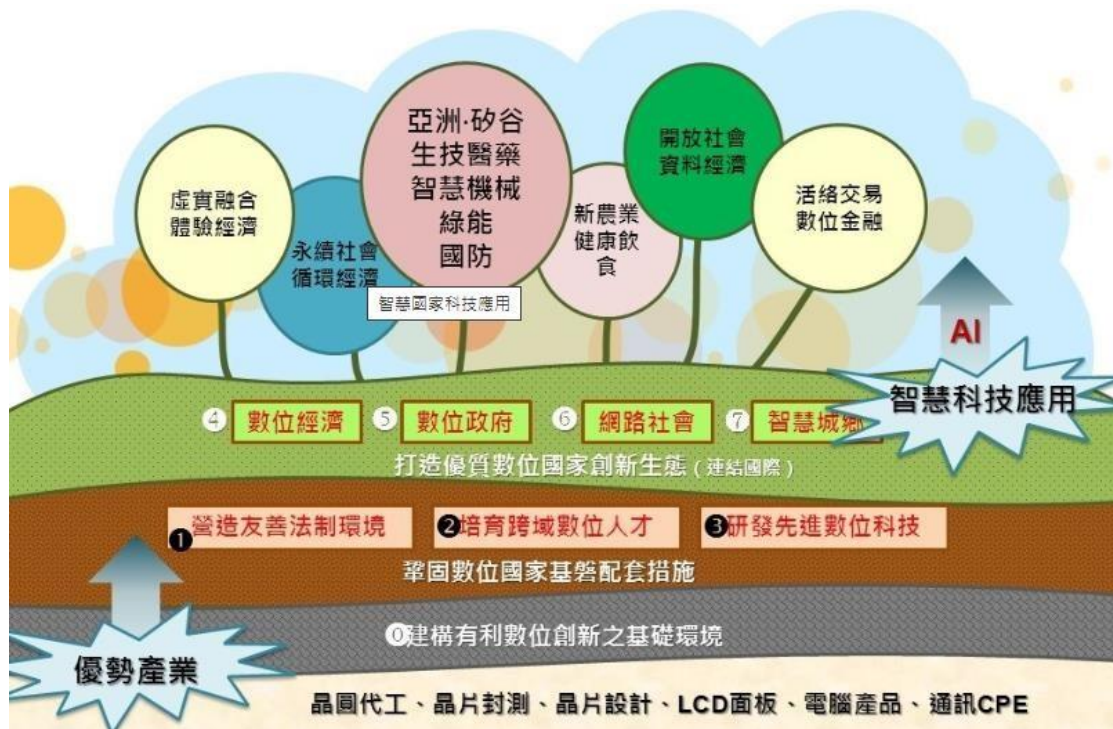 亞洲·矽谷
生技醫藥
智慧機械
綠能
國防
開放社會
資料經濟
虛實融合
體驗經濟
新農業
健康飲
食
活絡交易
數位金融
永續社會
循環經濟
智慧國家科技應用
AI
智慧科技應用
④ 數位經濟 ⑤ 數位政府 ⑥ 網路社會 ⑦ 智慧城鄉
打造優質數位國家創新生態（連結國際）
❶營造友善法制環境 ❷培育跨域數位人才 ❸研發先進數位科技
鞏固數位國家基磐配套措施
⓿建構有利數位創新之基礎環境
優勢產業
晶圓代工、晶片封測、晶片設計、LCD面板、電腦產品、通訊CPE